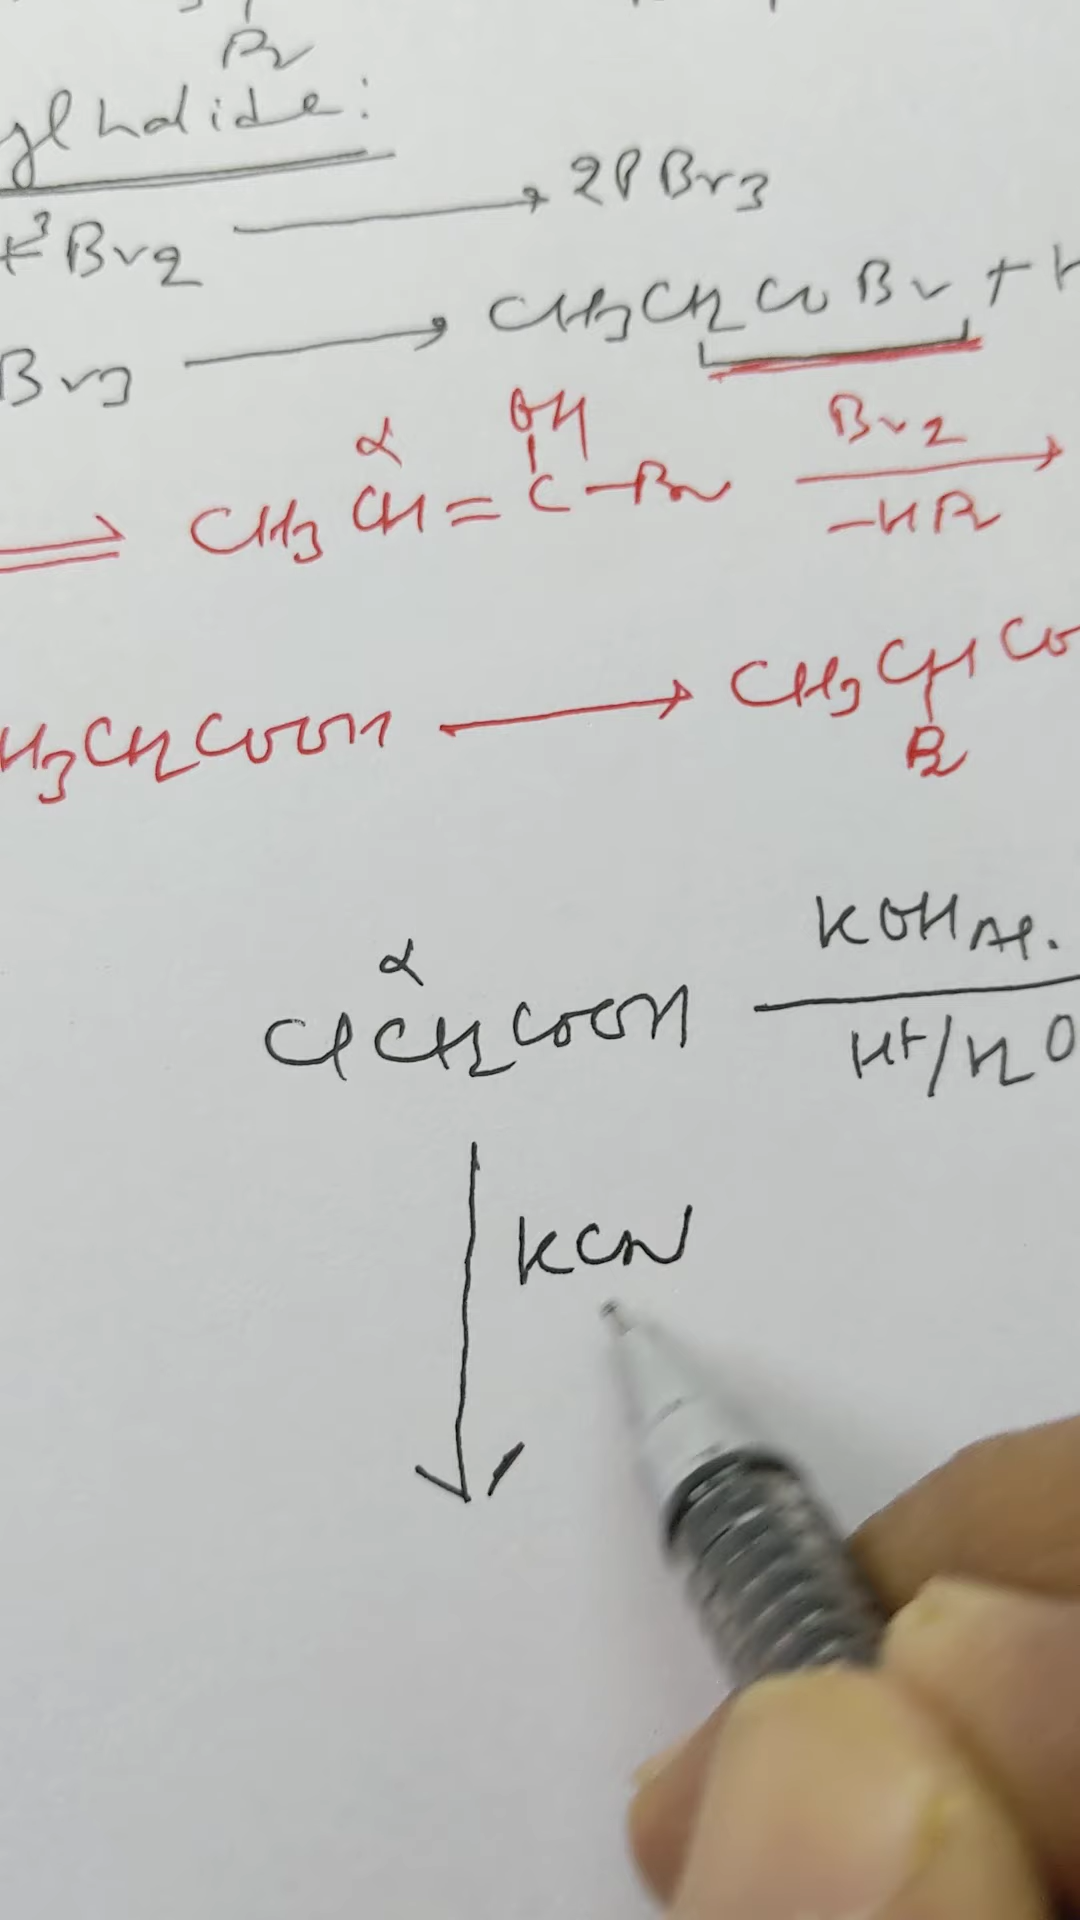 Br
yl halide:
+3Br2 → 2PBr3
Br3 → CH3CH2COBr + H
α OH
⇌ CH3CH=C-Br Br2 → -HBr
H3CH2COOH → CH3CHCO
Br
α
ClCH2COOH KOH Al. H+/H2O
↓ KCN